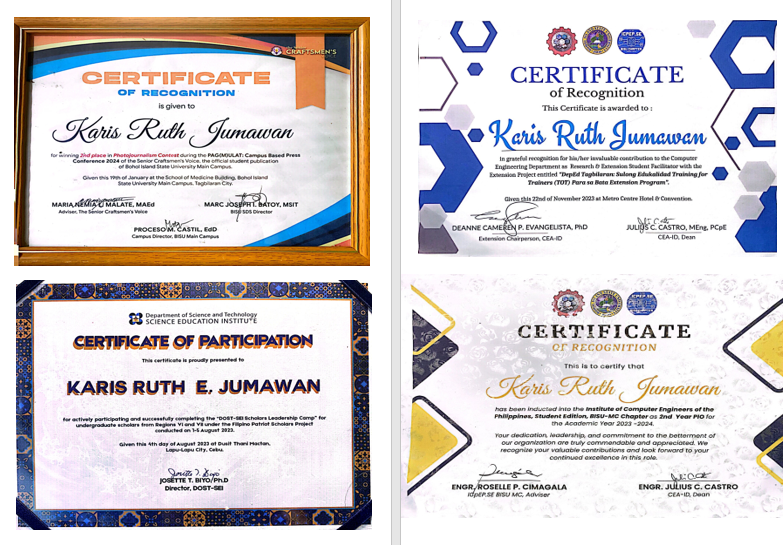 CRAFTSMEN'S
CERTIFICATE
OF RECOGNITION
is given to
Karis Ruth Jumawan
for winning 2nd place in Photojournalism Contest during the PAG(MULAT: Campus Based Press
Conference 2024 of the Senior Craftsmen's Voice, the official student publication
of Bohol Island State University Main Campus.
Given this 19th of January at the School of Medicine Building, Bohol Island
State University Main Campus, Tagbilaran City.
MARIA NEMIA C. MALATE, MAEd
Adviser, The Senior Craftsmen's Voice
MARC JOSEPH T. BATOY, MSIT
BISU SDS Director
PROCESO M. CASTIL, EdD
Campus Director, BISU Main Campus
ICPEP.SE
CERTIFICATE
of Recognition
This Certificate is awarded to :
Karis Ruth Jumawan
in grateful recognition for his/her invaluable contribution to the Computer
Engineering Department as Research & Extension Student Facilitator with the
Extension Project entitled "DepEd Tagbilaran: Sulong Edukalidad Training for
Trainers (TOT) Para sa Bata Extension Program".
Given this 22nd of November 2023 at Metro Centre Hotel & Convention.
DEANNE CAMEREN P. EVANGELISTA, PhD
Extension Chairperson, CEA-ID
JULIUS C. CASTRO, MEng, PCpE
CEA-ID, Dean
Department of Science and Technology
SCIENCE EDUCATION INSTITUTE
CERTIFICATE OF PARTICIPATION
This certificate is proudly presented to
KARIS RUTH E. JUMAWAN
for actively participating and successfully completing the "DOST-SEI Scholars Leadership Camp" for
undergraduate scholars from Regions VI and VII under the Filipino Patriot Scholars Project
conducted on 1-5 August 2023.
Given this 4th day of August 2023 at Dusit Thani Mactan,
Lapu-Lapu City, Cebu.
JOSETTE T. BIYO/Ph.D
Director, DOST-SEI
ICPEP.SE
CERTIFICATE
OF RECOGNITION
This is to certify that
Karis Ruth Jumawan
has been inducted into the Institute of Computer Engineers of the
Philippines, Student Edition, BISU-MC Chapter as 2nd Year PIO for
the Academic Year 2023 -2024.
Your dedication, leadership, and commitment to the betterment of
our organization are truly commendable and appreciated. We
recognize your valuable contributions and look forward to your
continued excellence in this role.
ENGR. ROSELLE P. CIMAGALA
ICpEP.SE BISU MC, Adviser
ENGR. JULIUS C. CASTRO
CEA-ID, Dean